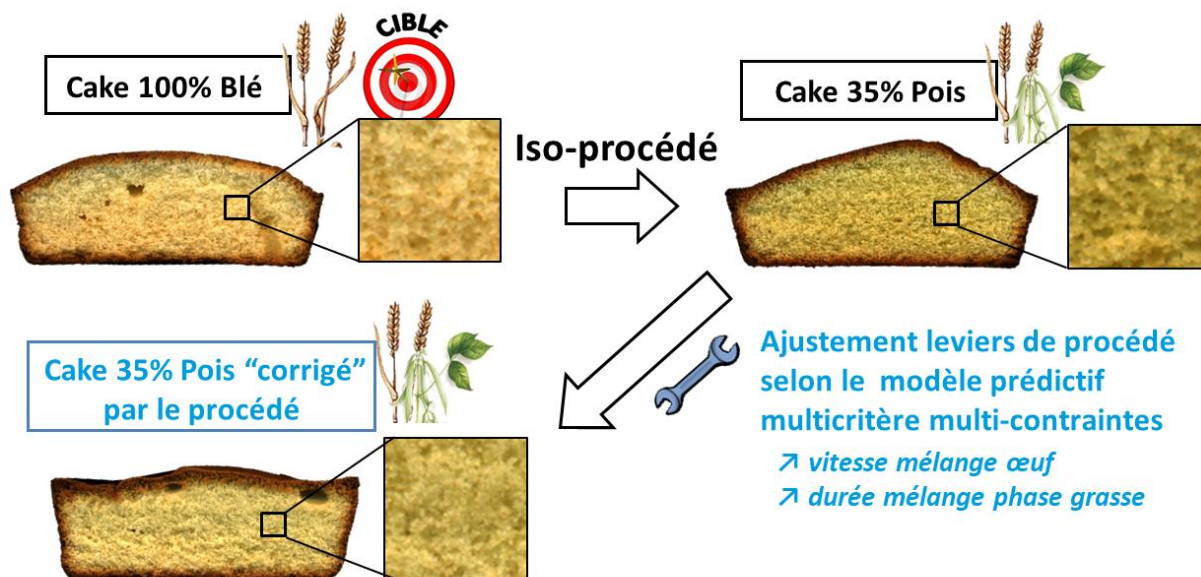 CIBLE
Cake 100% Blé
Cake 35% Pois
Iso-procédé
Cake 35% Pois “corrigé”
par le procédé
Ajustement leviers de procédé
selon le modèle prédictif
multicritère multi-contraintes
↗ vitesse mélange œuf
↗ durée mélange phase grasse